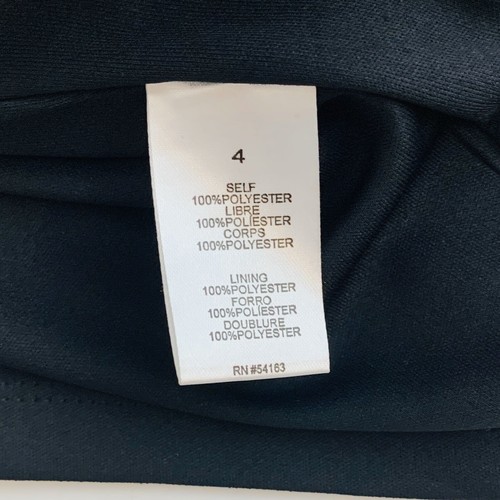 4
SELF
100%POLYESTER
LIBRE
100%POLIESTER
CORPS
100%POLYESTER
LINING
100%POLYESTER
FORRO
100%POLIESTER
DOUBLURE
100%POLYESTER
RN #54163